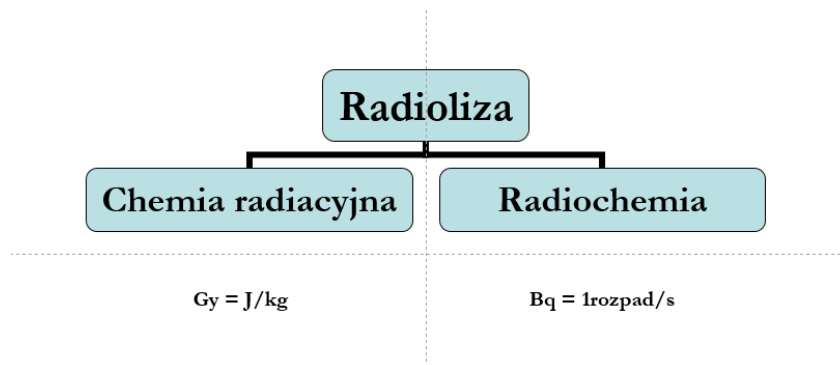 Radioliza
Chemia radiacyjna
Radiochemia
Gy = J/kg
Bq = 1rozpad/s